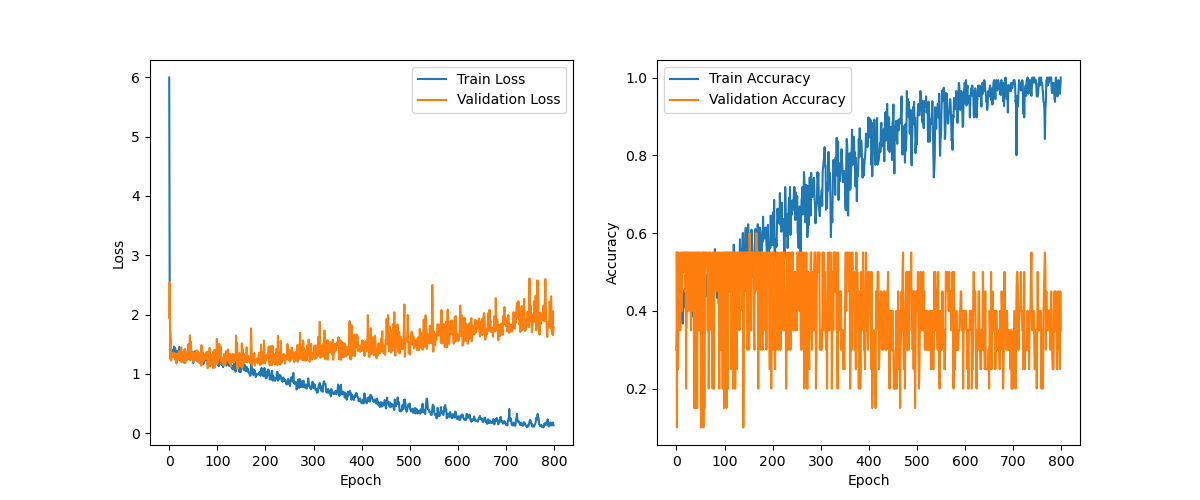 6
5
4
3
2
1
0
Loss
0 100 200 300 400 500 600 700 800
Epoch
Train Loss
Validation Loss
1.0
0.8
0.6
0.4
0.2
Accuracy
0 100 200 300 400 500 600 700 800
Epoch
Train Accuracy
Validation Accuracy